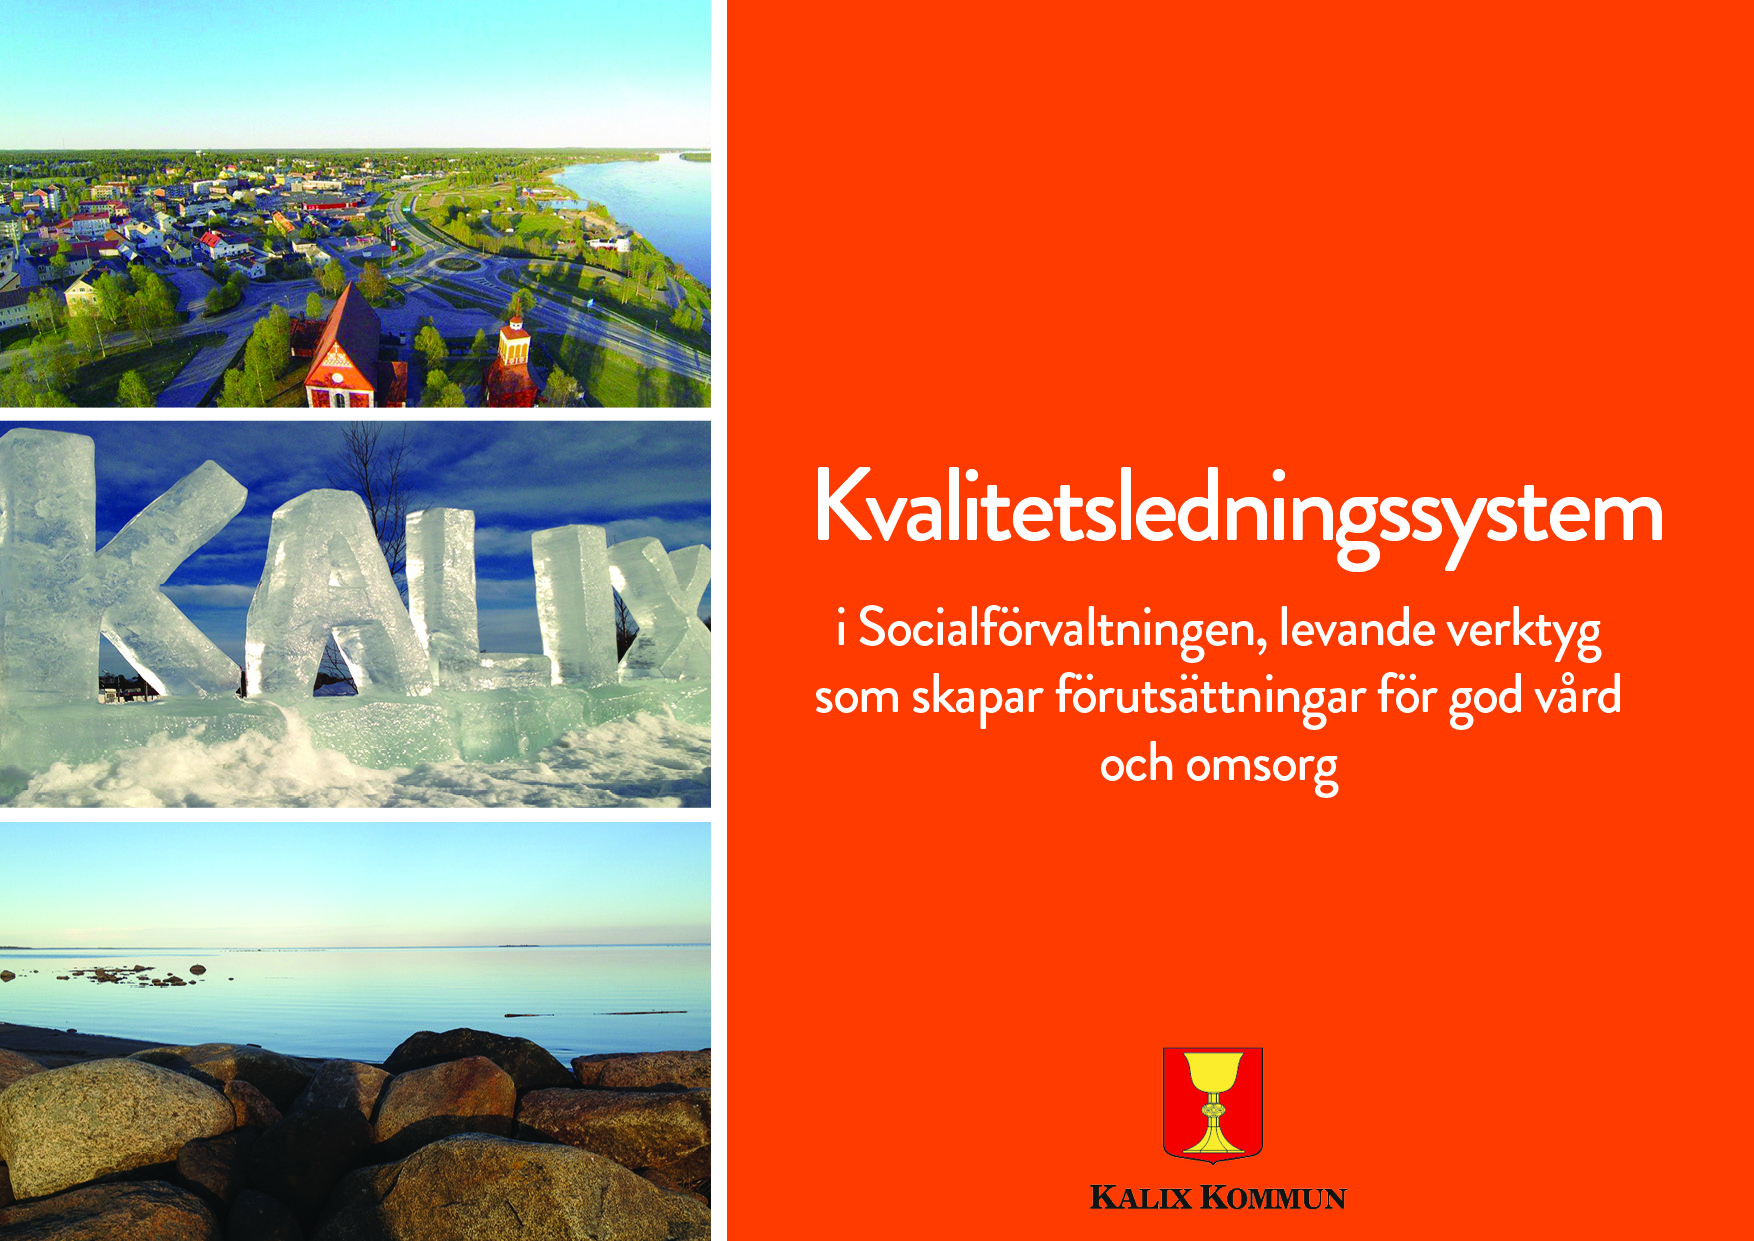 KALIX
Kvalitetsledningssystem
i Socialförvaltningen, levande verktyg
som skapar förutsättningar för god vård
och omsorg
KALIX KOMMUN